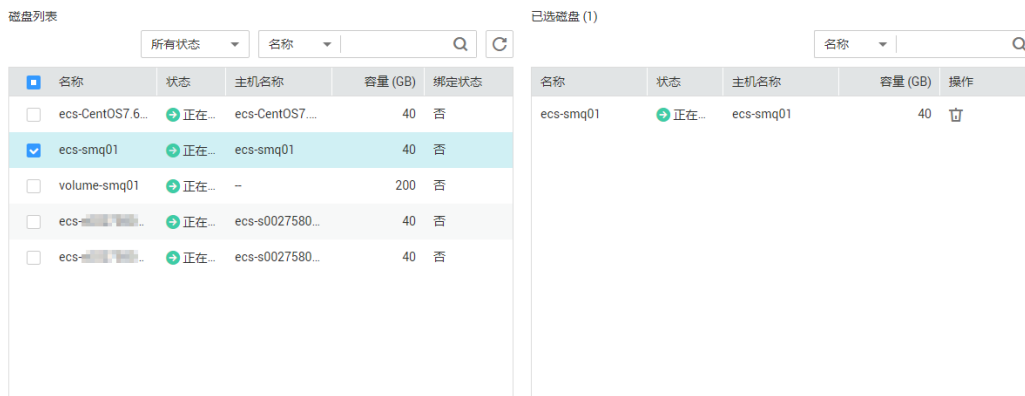 磁盘列表
所有状态 名称
名称 状态 主机名称 容量 (GB) 绑定状态
ecs-CentOS7.6... 正在... ecs-CentOS7.... 40 否
ecs-smq01 正在... ecs-smq01 40 否
volume-smq01 正在... -- 200 否
ecs- .. 正在... ecs-s0027580... 40 否
ecs- .. 正在... ecs-s0027580... 40 否
已选磁盘 (1)
名称
名称 状态 主机名称 容量 (GB) 操作
ecs-smq01 正在... ecs-smq01 40